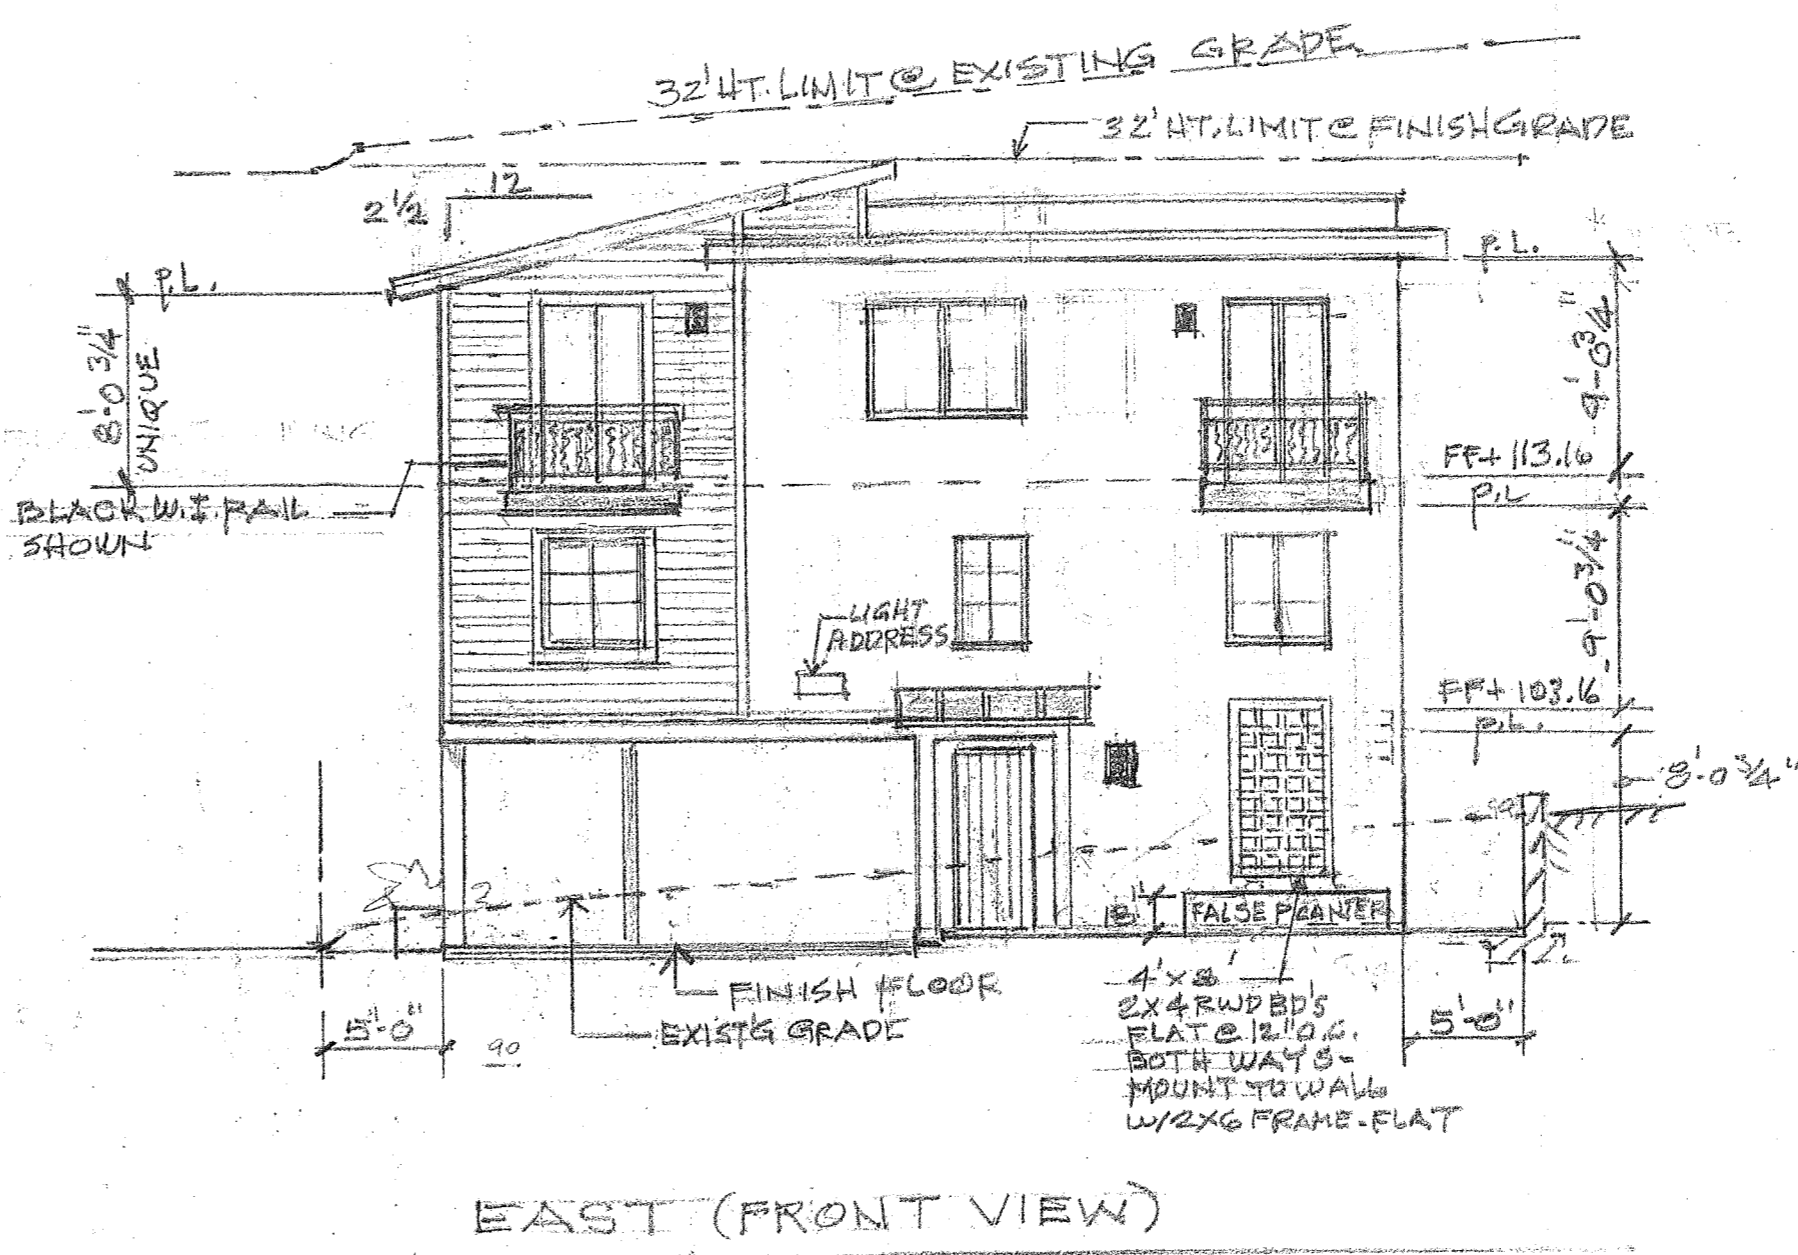 32' HT. LIMIT @ EXISTING GRADE
32' HT. LIMIT @ FINISH GRADE
12
2 1/2
P.L.
P.L.
8'-0 3/4"
UNIQUE
9'-0 3/4"
FF+ 113.16
P.L
BLACK W.I. RAIL
SHOWN
9'-0 3/4"
LIGHT
ADDRESS
FF+ 103.16
P.L.
8'-0 3/4"
2
3
18"
FALSE PLANTER
FINISH FLOOR
EXIST'G GRADE
5'-0"
90
4' x 8'
2X4 RWD BD'S
FLAT @ 12" O.C.
BOTH WAYS -
MOUNT TO WALL
W/2X6 FRAME-FLAT
5'-0"
EAST (FRONT VIEW)